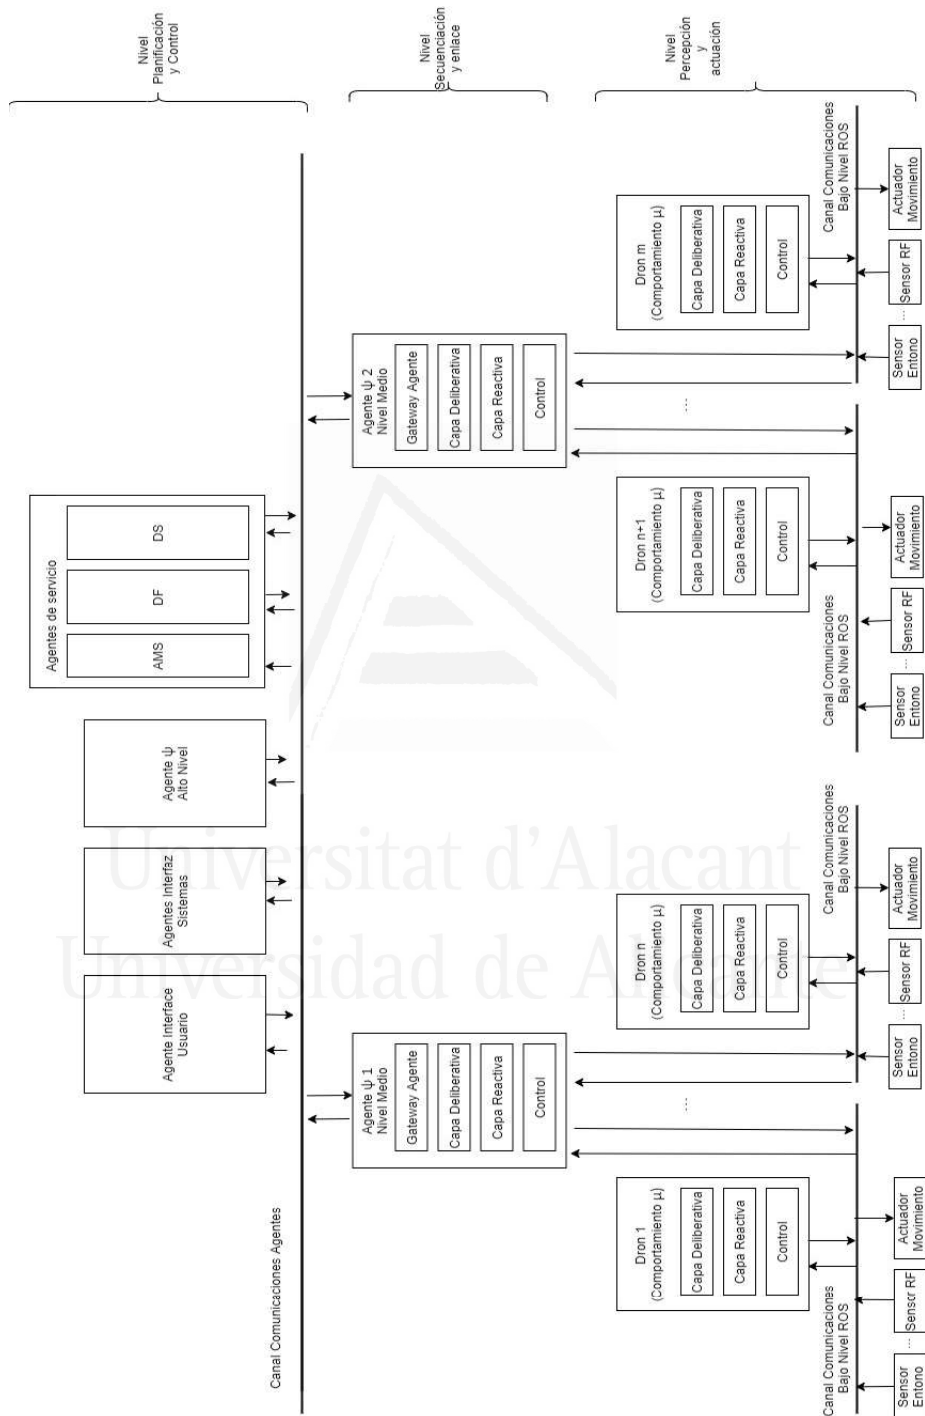 Agente Interface
Usuario
Agentes Interfaz
Sistemas
Agente ψ
Alto Nivel
Agentes de servicio
AMS
DF
DS
Nivel
Planificación
y Control
Canal Comunicaciones Agentes
Agente ψ 1
Nivel Medio
Gateway Agente
Capa Deliberativa
Capa Reactiva
Control
Agente ψ 2
Nivel Medio
Gateway Agente
Capa Deliberativa
Capa Reactiva
Control
Nivel
Secuenciación
y enlace
...
...
Dron 1
(Comportamiento µ)
Capa Deliberativa
Capa Reactiva
Control
Dron n
(Comportamiento µ)
Capa Deliberativa
Capa Reactiva
Control
Dron n+1
(Comportamiento µ)
Capa Deliberativa
Capa Reactiva
Control
Dron m
(Comportamiento µ)
Capa Deliberativa
Capa Reactiva
Control
Nivel
Percepción
y
actuación
Canal Comunicaciones
Bajo Nivel ROS
Canal Comunicaciones
Bajo Nivel ROS
Canal Comunicaciones
Bajo Nivel ROS
Canal Comunicaciones
Bajo Nivel ROS
Sensor
Entono
...
Sensor RF
Actuador
Movimiento
Sensor
Entono
...
Sensor RF
Actuador
Movimiento
Sensor
Entono
...
Sensor RF
Actuador
Movimiento
Sensor
Entono
...
Sensor RF
Actuador
Movimiento
Universitat d'Alacant
Universidad de Alicante